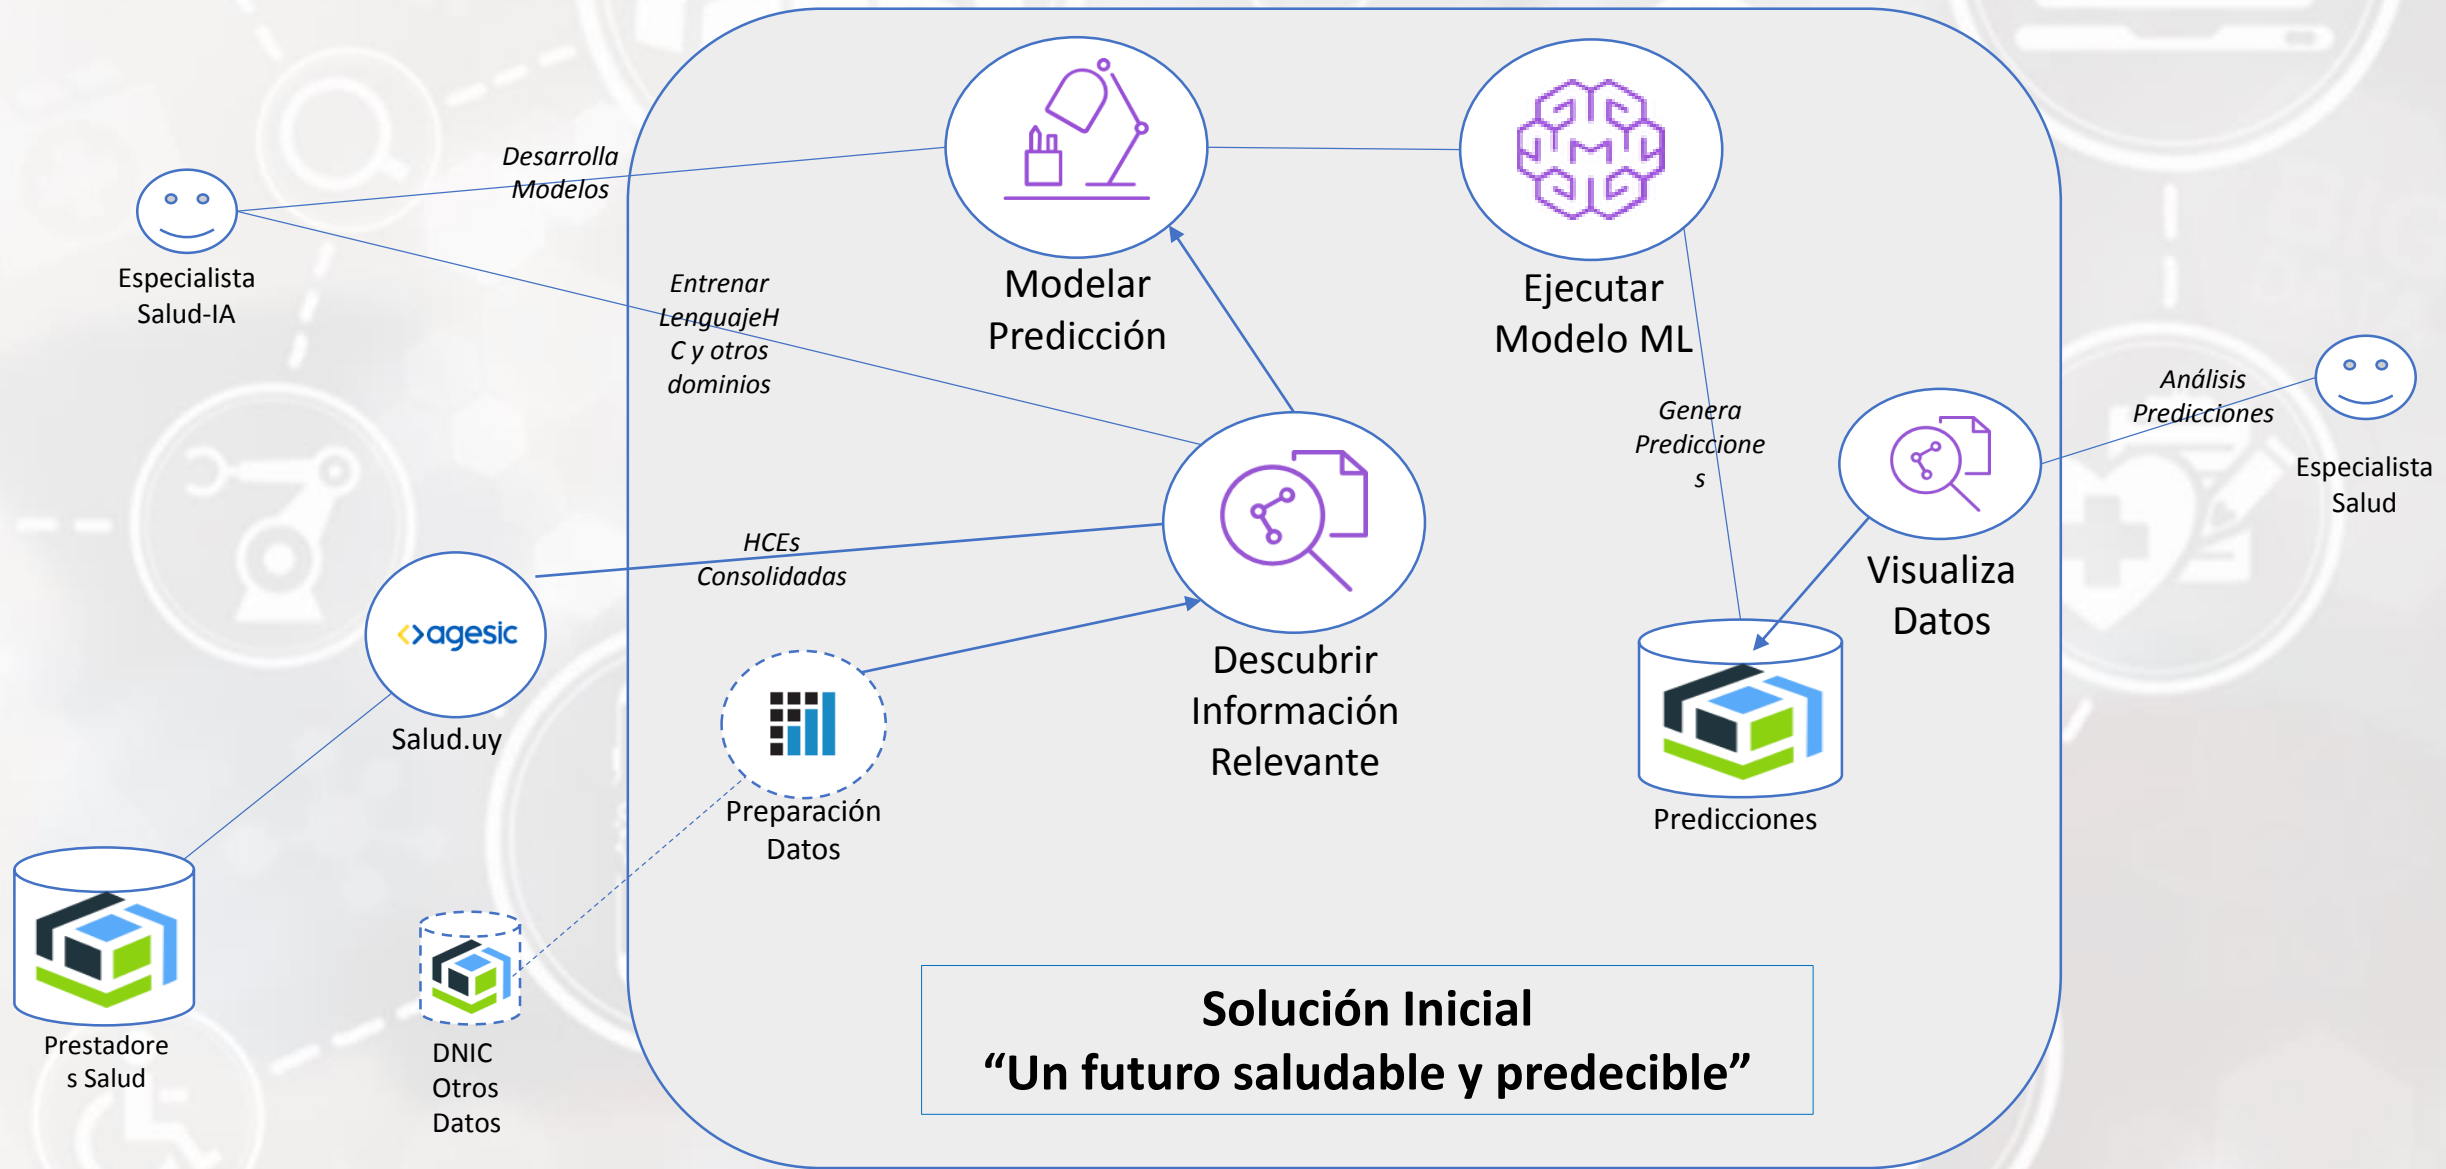 Desarrolla
Modelos
Especialista
Salud-IA
Entrenar
LenguajeH
C y otros
dominios
Modelar
Predicción
Ejecutar
Modelo ML
Genera
Prediccione
s
Análisis
Predicciones
Especialista
Salud
Visualiza
Datos
HCEs
Consolidadas
<>agesic
Salud.uy
Descubrir
Información
Relevante
Preparación
Datos
Predicciones
Prestadore
s Salud
DNIC
Otros
Datos
Solución Inicial
“Un futuro saludable y predecible”